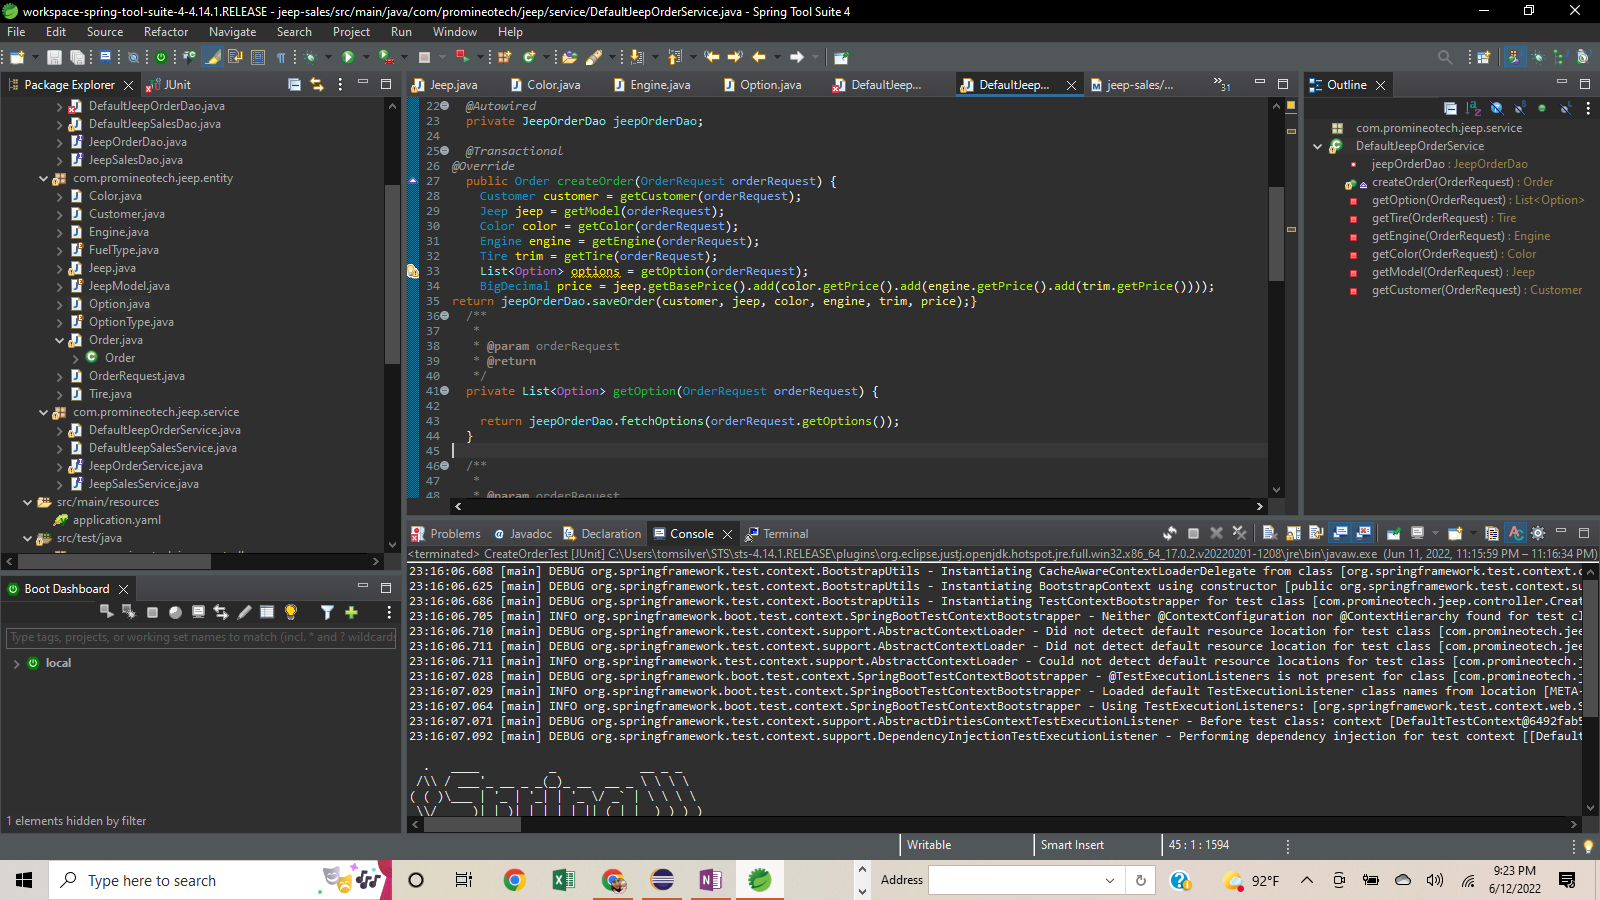 workspace-spring-tool-suite-4-4.14.1.RELEASE - jeep-sales/src/main/java/com/promineotech/jeep/service/DefaultJeepOrderService.java - Spring Tool Suite 4
File Edit Source Refactor Navigate Search Project Run Window Help
Package Explorer
JUnit
DefaultJeepOrderDao.java
DefaultJeepSalesDao.java
JeepOrderDao.java
JeepSalesDao.java
com.promineotech.jeep.entity
Color.java
Customer.java
Engine.java
FuelType.java
Jeep.java
JeepModel.java
Option.java
OptionType.java
Order.java
Order
OrderRequest.java
Tire.java
com.promineotech.jeep.service
DefaultJeepOrderService.java
DefaultJeepSalesService.java
JeepOrderService.java
JeepSalesService.java
src/main/resources
application.yaml
src/test/java
Boot Dashboard
Type tags, projects, or working set names to match (incl. * and ? wildcards
local
1 elements hidden by filter
Jeep.java Color.java Engine.java Option.java DefaultJeep... DefaultJeep... jeep-sales/... »31
22 @Autowired
23 private JeepOrderDao jeepOrderDao;
24
25 @Transactional
26 @Override
27 public Order createOrder(OrderRequest orderRequest) {
28 Customer customer = getCustomer(orderRequest);
29 Jeep jeep = getModel(orderRequest);
30 Color color = getColor(orderRequest);
31 Engine engine = getEngine(orderRequest);
32 Tire trim = getTire(orderRequest);
33 List<Option> options = getOption(orderRequest);
34 BigDecimal price = jeep.getBasePrice().add(color.getPrice().add(engine.getPrice().add(trim.getPrice())));
35 return jeepOrderDao.saveOrder(customer, jeep, color, engine, trim, price);}
36 /**
37 *
38 * @param orderRequest
39 * @return
40 */
41 private List<Option> getOption(OrderRequest orderRequest) {
42
43 return jeepOrderDao.fetchOptions(orderRequest.getOptions());
44 }
45
46 /**
47 *
48 * @param orderRequest
Outline
com.promineotech.jeep.service
DefaultJeepOrderService
jeepOrderDao : JeepOrderDao
createOrder(OrderRequest) : Order
getOption(OrderRequest) : List<Option>
getTire(OrderRequest) : Tire
getEngine(OrderRequest) : Engine
getColor(OrderRequest) : Color
getModel(OrderRequest) : Jeep
getCustomer(OrderRequest) : Customer
Problems Javadoc Declaration Console Terminal
<terminated> CreateOrderTest [JUnit] C:\Users\tomsilver\STS\sts-4.14.1.RELEASE\plugins\org.eclipse.justj.openjdk.hotspot.jre.full.win32.x86_64_17.0.2.v20220201-1208\jre\bin\javaw.exe (Jun 11, 2022, 11:15:59 PM – 11:16:34 PM)
23:16:06.608 [main] DEBUG org.springframework.test.context.BootstrapUtils - Instantiating CacheAwareContextLoaderDelegate from class [org.springframework.test.context.c
23:16:06.625 [main] DEBUG org.springframework.test.context.BootstrapUtils - Instantiating BootstrapContext using constructor [public org.springframework.test.context.su
23:16:06.686 [main] DEBUG org.springframework.test.context.BootstrapUtils - Instantiating TestContextBootstrapper for test class [com.promineotech.jeep.controller.Creat
23:16:06.705 [main] INFO org.springframework.boot.test.context.SpringBootTestContextBootstrapper - Neither @ContextConfiguration nor @ContextHierarchy found for test cl
23:16:06.710 [main] DEBUG org.springframework.test.context.support.AbstractContextLoader - Did not detect default resource location for test class [com.promineotech.jee
23:16:06.711 [main] DEBUG org.springframework.test.context.support.AbstractContextLoader - Did not detect default resource location for test class [com.promineotech.jee
23:16:06.711 [main] INFO org.springframework.test.context.support.AbstractContextLoader - Could not detect default resource locations for test class [com.promineotech.j
23:16:07.028 [main] DEBUG org.springframework.boot.test.context.SpringBootTestContextBootstrapper - @TestExecutionListeners is not present for class [com.promineotech.j
23:16:07.029 [main] INFO org.springframework.boot.test.context.SpringBootTestContextBootstrapper - Loaded default TestExecutionListener class names from location [META-
23:16:07.064 [main] INFO org.springframework.boot.test.context.SpringBootTestContextBootstrapper - Using TestExecutionListeners: [org.springframework.boot.test.context.web.S
23:16:07.071 [main] DEBUG org.springframework.test.context.support.AbstractDirtiesContextTestExecutionListener - Before test class: context [DefaultTestContext@6492fab5
23:16:07.092 [main] DEBUG org.springframework.test.context.support.DependencyInjectionTestExecutionListener - Performing dependency injection for test context [[Default
Writable
Smart Insert
45 : 1 : 1594
Type here to search
Address
92°F
9:23 PM
6/12/2022